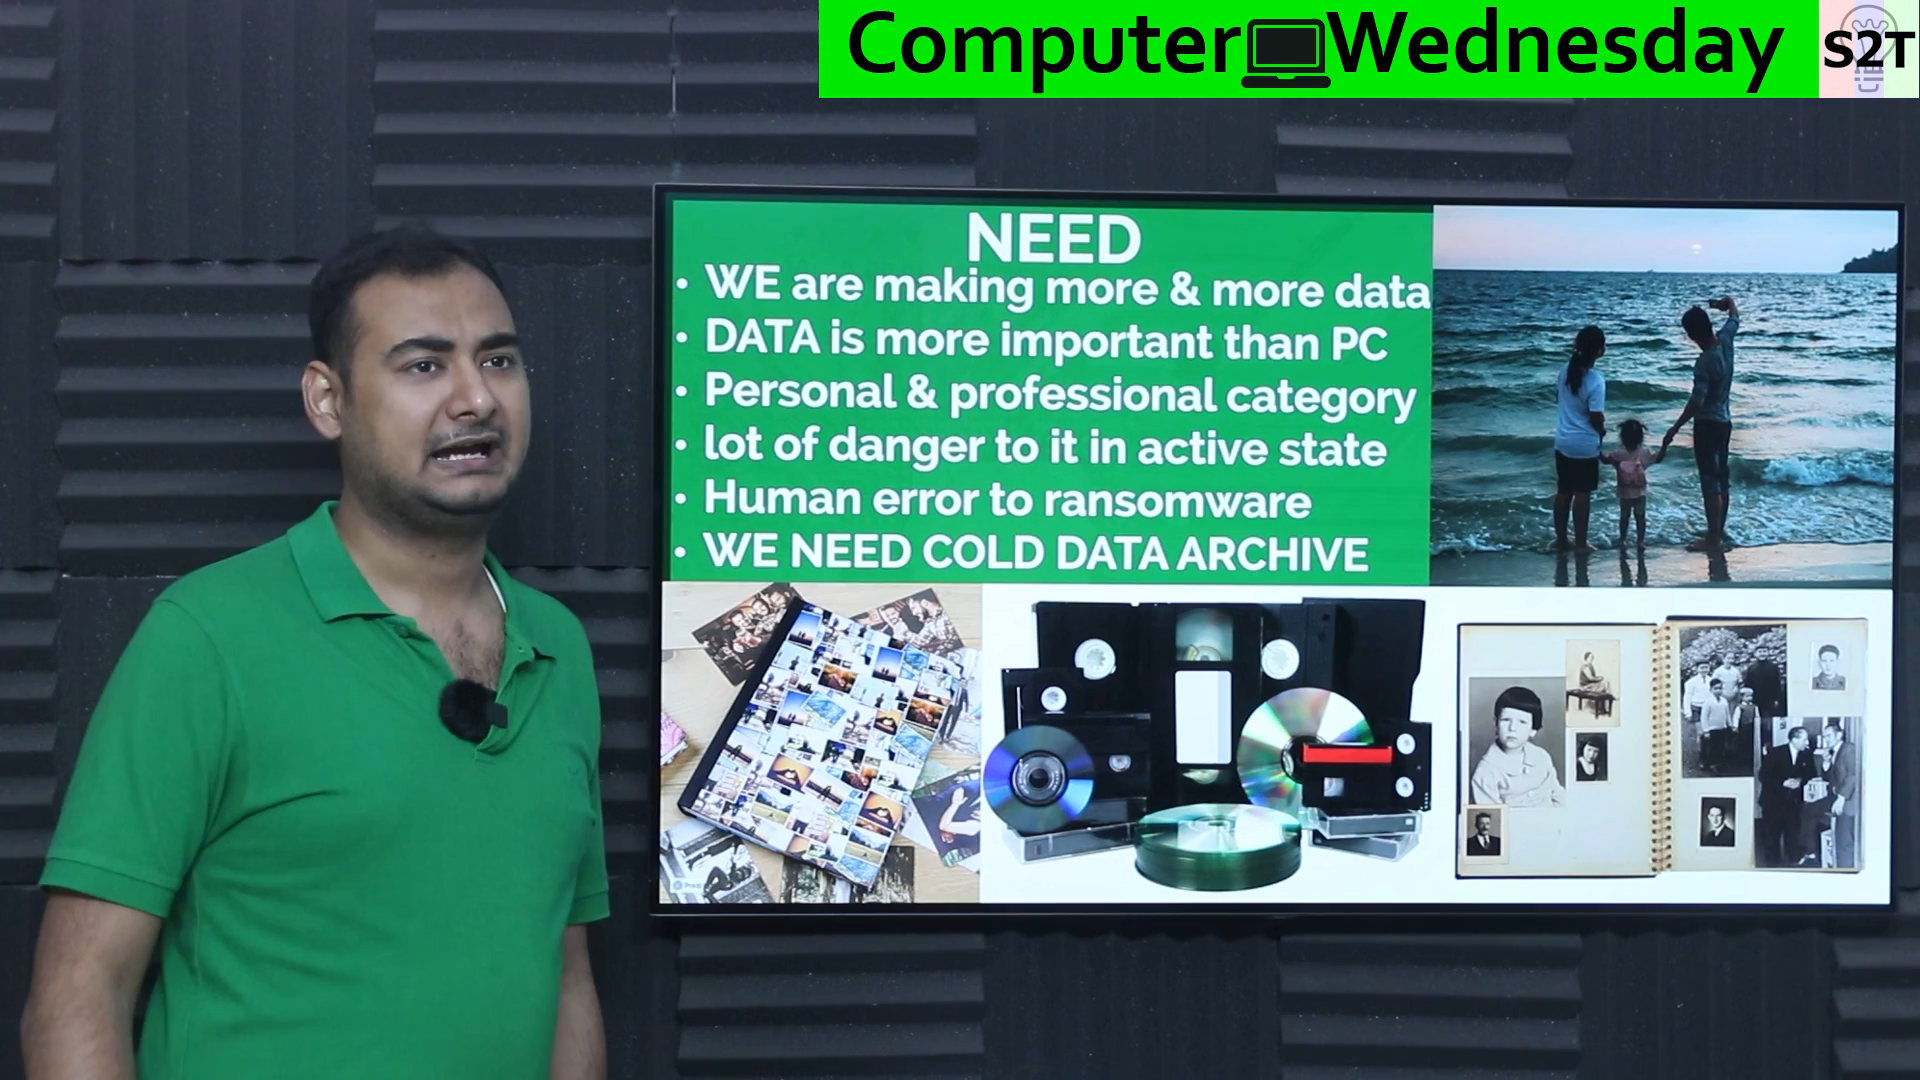 Computer Wednesday
S2T
NEED
• WE are making more & more data
• DATA is more important than PC
• Personal & professional category
• lot of danger to it in active state
• Human error to ransomware
• WE NEED COLD DATA ARCHIVE